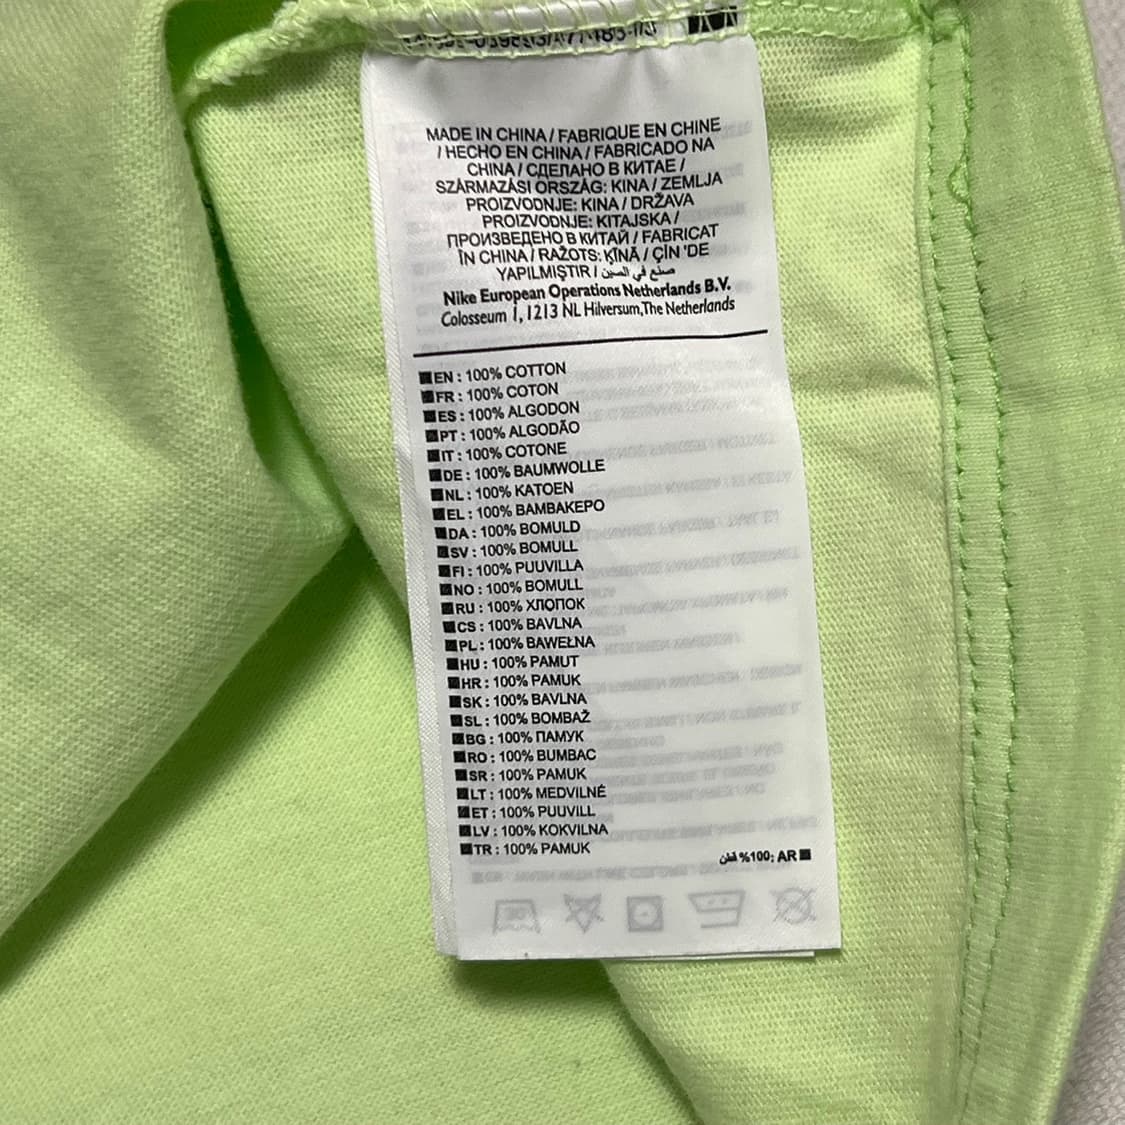 MADE IN CHINA / FABRIQUE EN CHINE
/ HECHO EN CHINA / FABRICADO NA
CHINA / СДЕЛАНО В КИТАЕ /
SZÁRMAZÁSI ORSZÁG: KINA / ZEMLJA
PROIZVODNJE: KINA / DRŽAVA
PROIZVODNJE: KITAJSKA /
ПРОИЗВЕДЕНО В КИТАЙ / FABRICAT
ÎN CHINA / RAŽOTS: ĶĪNĀ / ÇİN 'DE
YAPILMIŞTIR / صنع في الصين
Nike European Operations Netherlands B.V.
Colosseum 1, 1213 NL Hilversum, The Netherlands
EN : 100% COTTON
FR : 100% COTON
ES : 100% ALGODON
PT : 100% ALGODÃO
IT : 100% COTONE
DE : 100% BAUMWOLLE
NL : 100% KATOEN
EL : 100% BAMBAKEPO
DA : 100% BOMULD
SV : 100% BOMULL
FI : 100% PUUVILLA
NO : 100% BOMULL
RU : 100% ХЛОПОК
CS : 100% BAVLNA
PL : 100% BAWEŁNA
HU : 100% PAMUT
HR : 100% PAMUK
SK : 100% BAVLNA
SL : 100% BOMBAŽ
BG : 100% ПАМУК
RO : 100% BUMBAC
SR : 100% PAMUK
LT : 100% MEDVILNÉ
ET : 100% PUUVILL
LV : 100% KOKVILNA
TR : 100% PAMUK
قطن %100 : AR